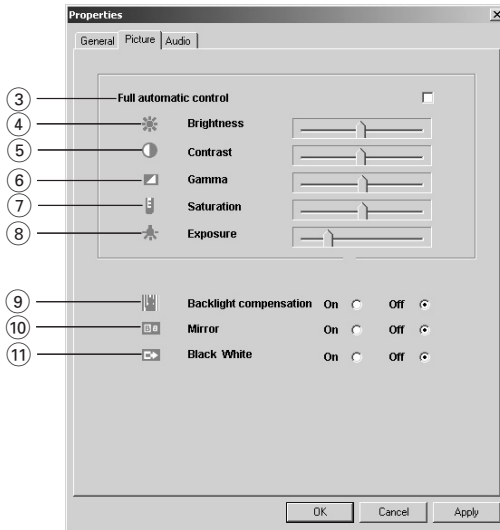 Properties
General Picture Audio
3 Full automatic control
4 Brightness
5 Contrast
6 Gamma
7 Saturation
8 Exposure
9 Backlight compensation On Off
10 Mirror On Off
11 Black White On Off
OK Cancel Apply